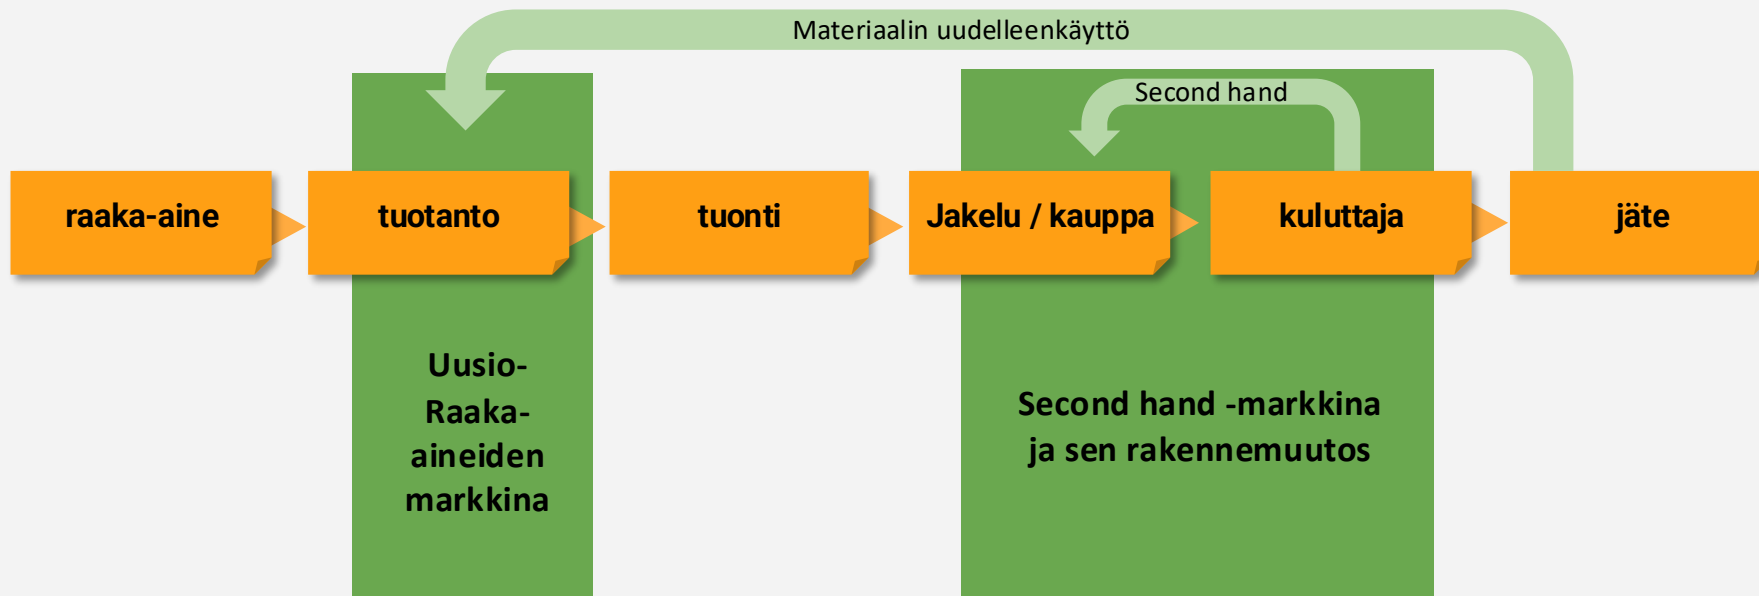 Materiaalin uudelleenkäyttö
Second hand
raaka-aine
tuotanto
tuonti
Jakelu / kauppa
kuluttaja
jäte
Uusio-
Raaka-
aineiden
markkina
Second hand -markkina
ja sen rakennemuutos